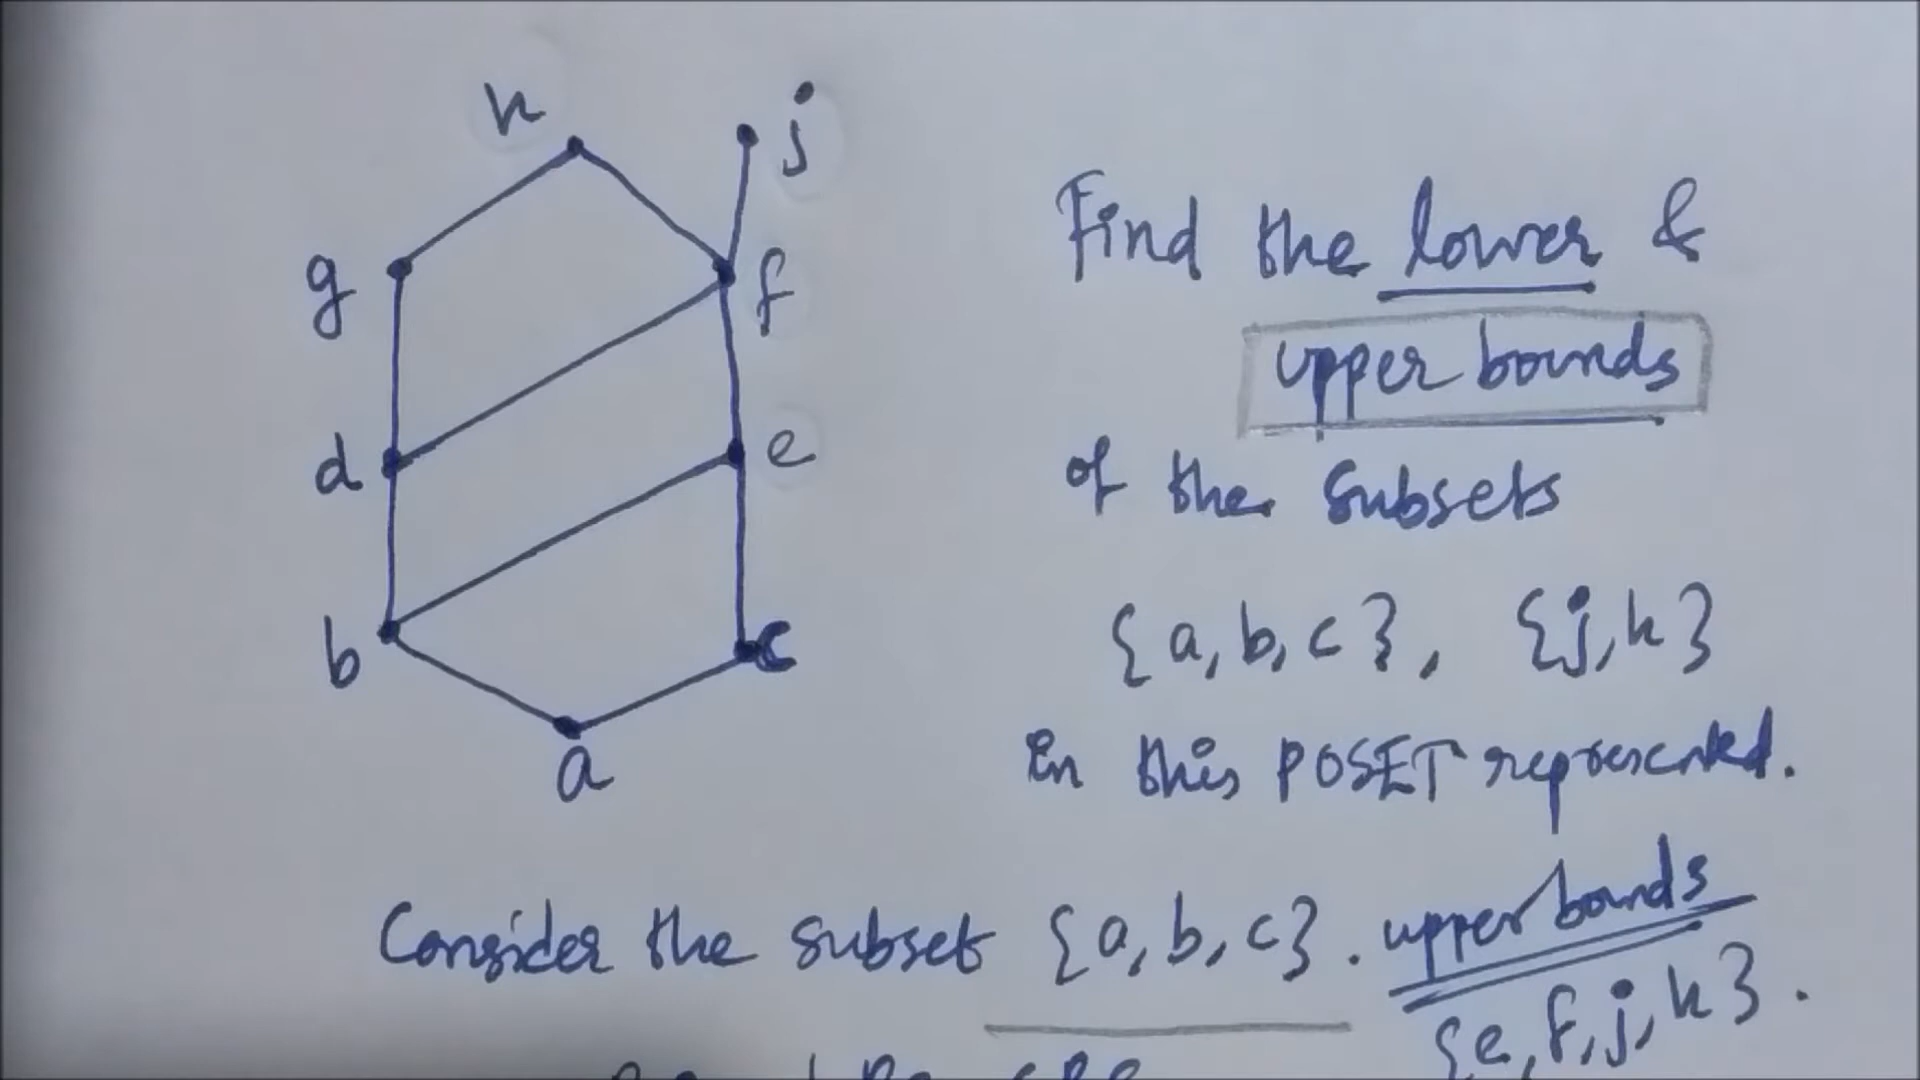 h
j
g
f
d
e
b
c
a
Find the lower &
upper bounds
of the subsets
{a, b, c}, {j, h}
in this POSET represented.
Consider the subset {a, b, c}. upper bounds
{e, f, j, h}.